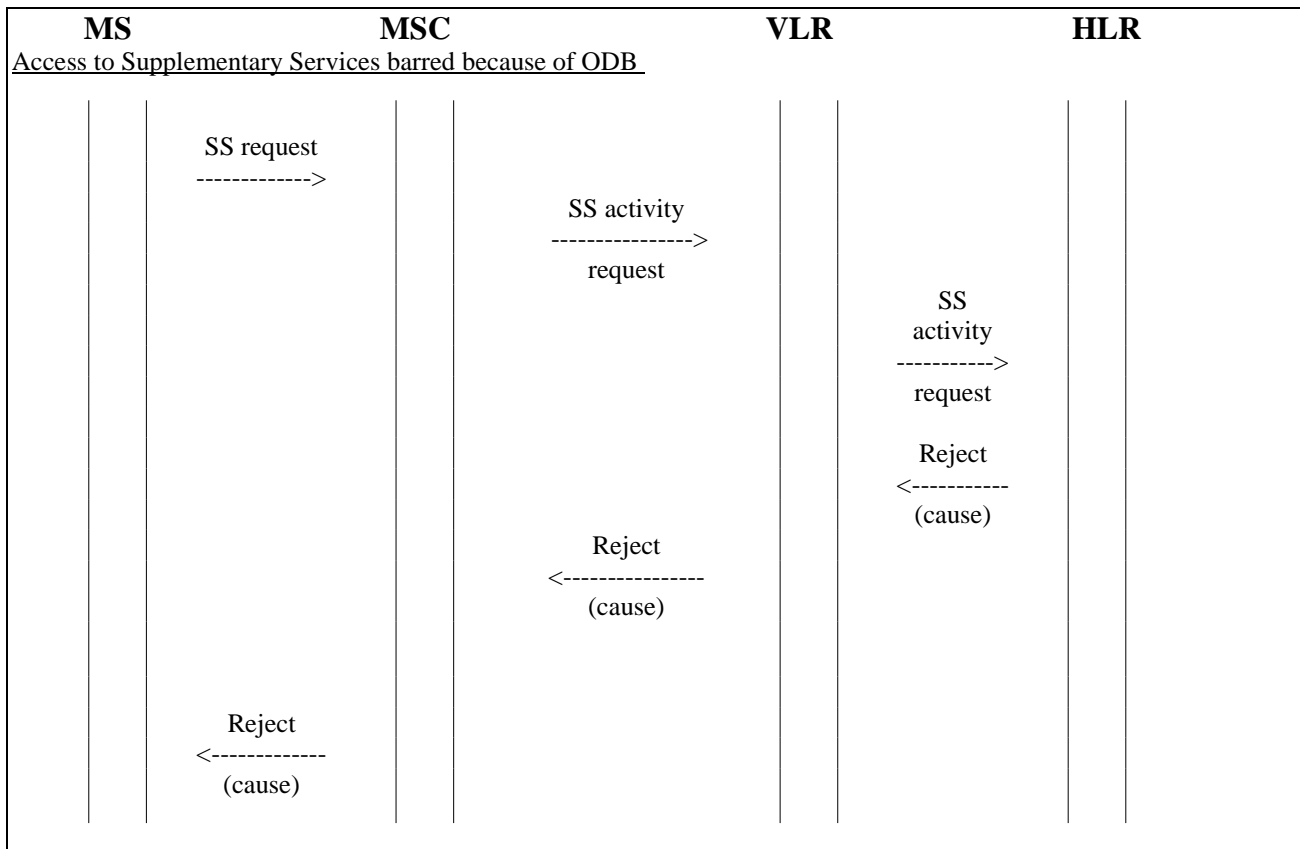 MS MSC VLR HLR
Access to Supplementary Services barred because of ODB
SS request
------------->
SS activity
---------------->
request
SS
activity
----------->
request
Reject
<-----------
(cause)
Reject
<----------------
(cause)
Reject
<-------------
(cause)